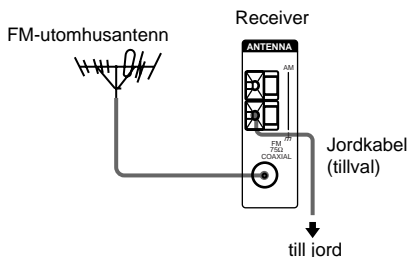 Receiver
FM-utomhusantenn
ANTENNA
AM
FM
75Ω
COAXIAL
Jordkabel
(tillval)
till jord